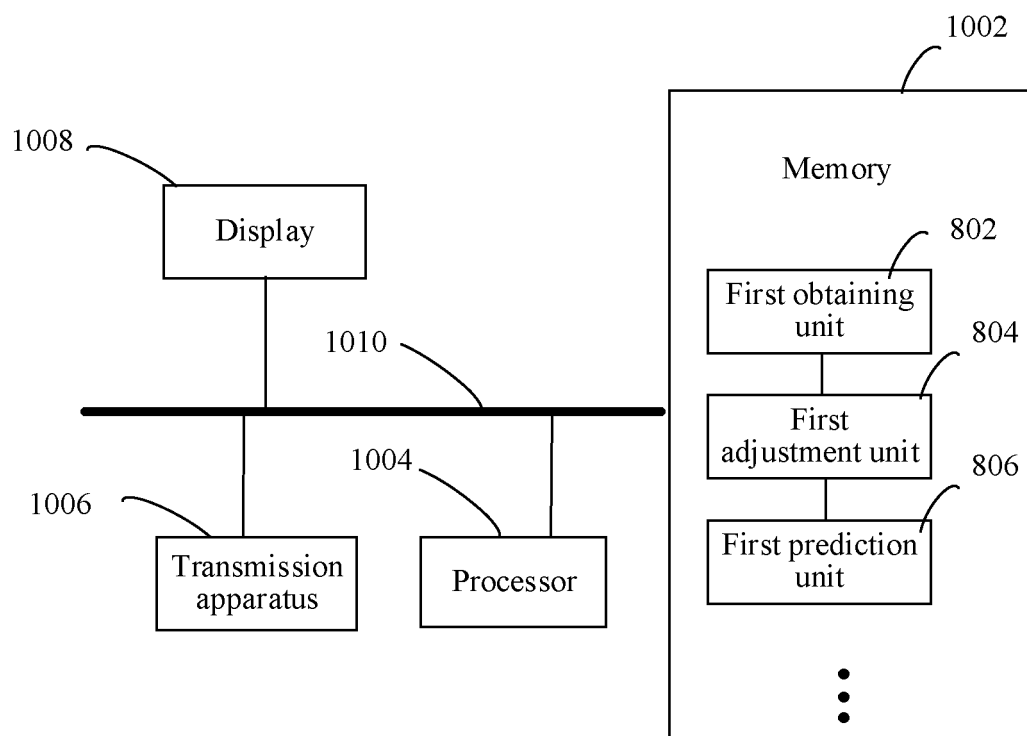 1002
1008
Memory
Display
802
First obtaining
unit
1010
804
First
adjustment unit
1004
806
1006
First prediction
unit
Transmission
apparatus
Processor